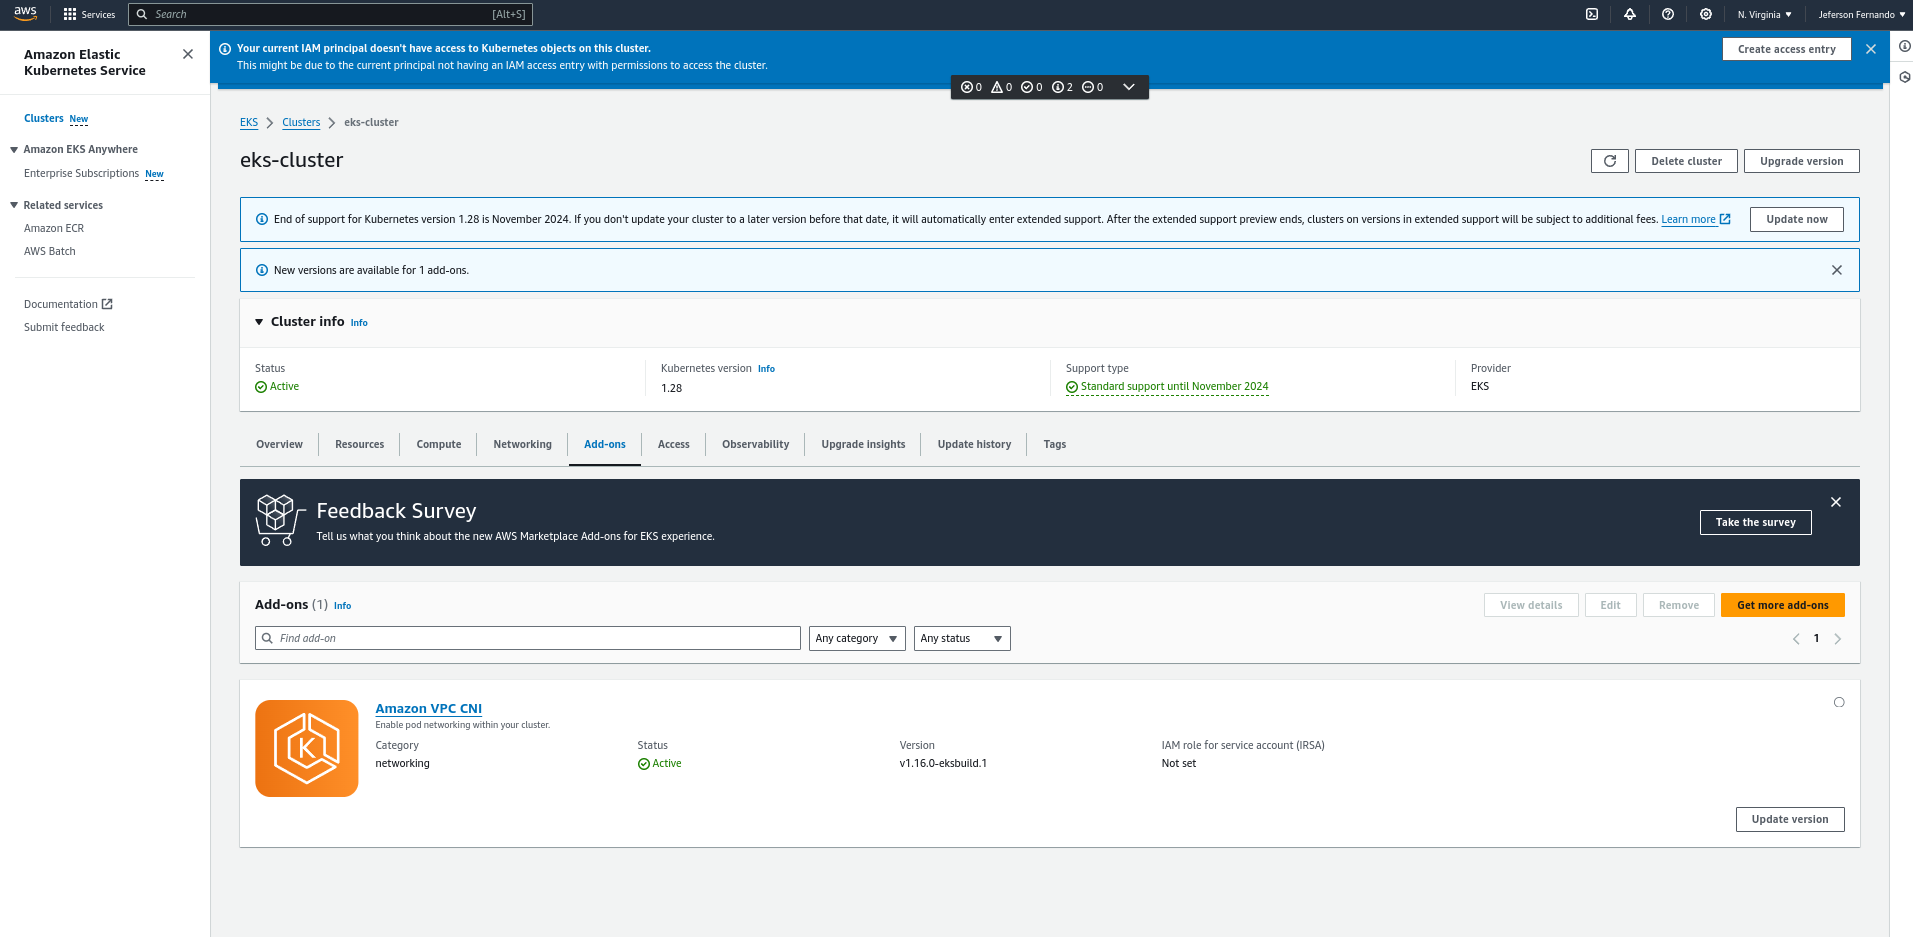 aws
Services
Search
[Alt+S]
N. Virginia
Jeferson Fernando
Amazon Elastic
Kubernetes Service
Clusters New
Amazon EKS Anywhere
Enterprise Subscriptions New
Related services
Amazon ECR
AWS Batch
Documentation
Submit feedback
Your current IAM principal doesn't have access to Kubernetes objects on this cluster.
This might be due to the current principal not having an IAM access entry with permissions to access the cluster.
Create access entry
0 0 0 2 0
EKS Clusters eks-cluster
eks-cluster
Delete cluster
Upgrade version
End of support for Kubernetes version 1.28 is November 2024. If you don't update your cluster to a later version before that date, it will automatically enter extended support. After the extended support preview ends, clusters on versions in extended support will be subject to additional fees. Learn more
Update now
New versions are available for 1 add-ons.
Cluster info Info
Status
Active
Kubernetes version Info
1.28
Support type
Standard support until November 2024
Provider
EKS
Overview
Resources
Compute
Networking
Add-ons
Access
Observability
Upgrade insights
Update history
Tags
Feedback Survey
Tell us what you think about the new AWS Marketplace Add-ons for EKS experience.
Take the survey
Add-ons (1) Info
View details
Edit
Remove
Get more add-ons
Find add-on
Any category
Any status
1
K
Amazon VPC CNI
Enable pod networking within your cluster.
Category
networking
Status
Active
Version
v1.16.0-eksbuild.1
IAM role for service account (IRSA)
Not set
Update version